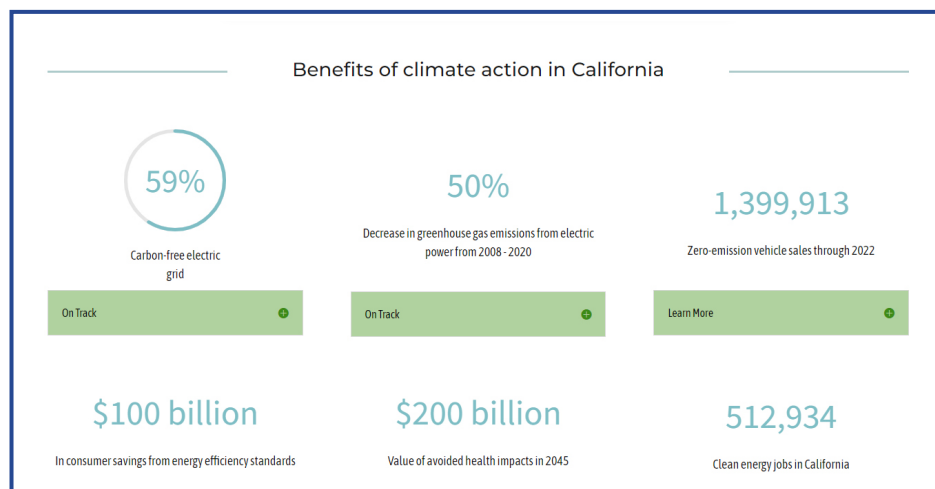 Benefits of climate action in California
59%
Carbon-free electric
grid
On Track
50%
Decrease in greenhouse gas emissions from electric
power from 2008 - 2020
On Track
1,399,913
Zero-emission vehicle sales through 2022
Learn More
$100 billion
In consumer savings from energy efficiency standards
$200 billion
Value of avoided health impacts in 2045
512,934
Clean energy jobs in California